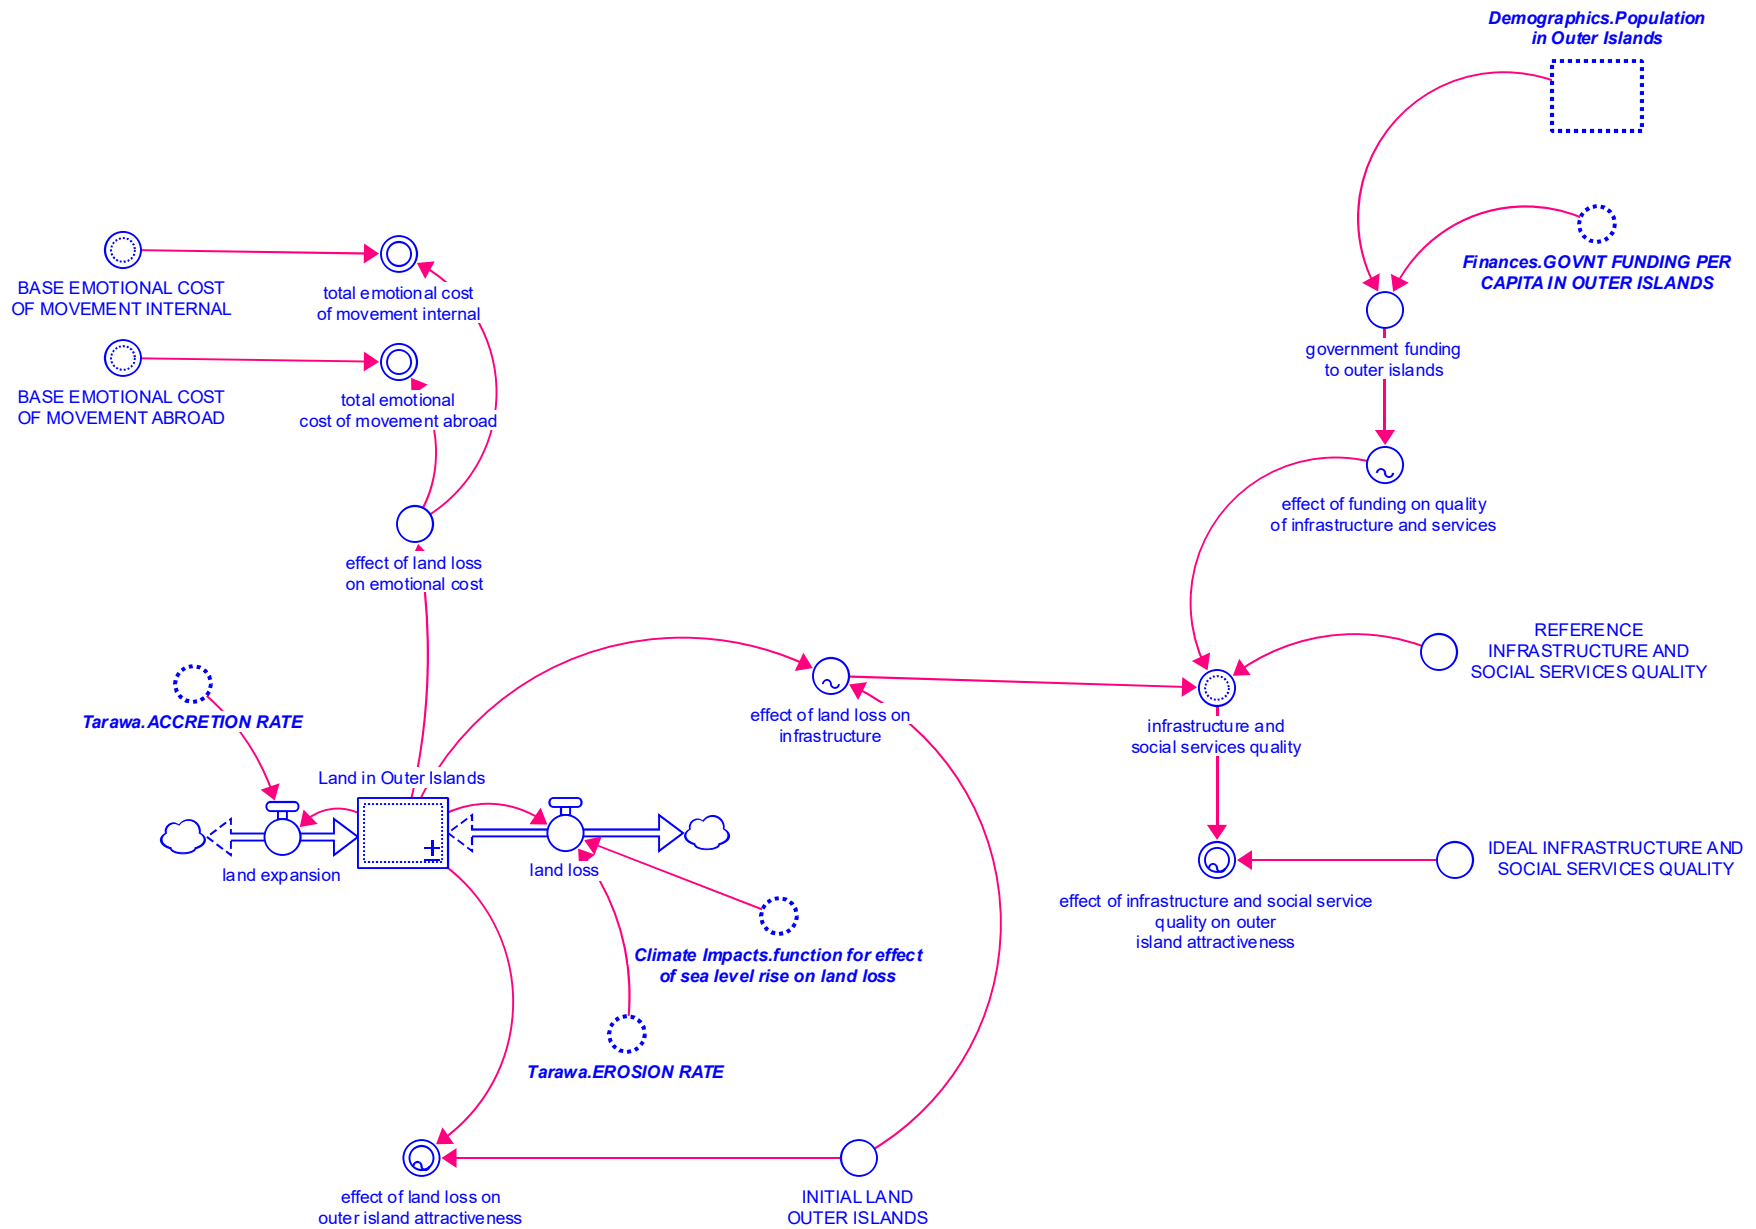 Demographics.Population
in Outer Islands
Finances.GOVNT FUNDING PER
CAPITA IN OUTER ISLANDS
BASE EMOTIONAL COST
OF MOVEMENT INTERNAL
total emotional cost
of movement internal
BASE EMOTIONAL COST
OF MOVEMENT ABROAD
total emotional
cost of movement abroad
government funding
to outer islands
effect of funding on quality
of infrastructure and services
effect of land loss
on emotional cost
REFERENCE
INFRASTRUCTURE AND
SOCIAL SERVICES QUALITY
Tarawa.ACCRETION RATE
effect of land loss on
infrastructure
infrastructure and
social services quality
Land in Outer Islands
land expansion
land loss
IDEAL INFRASTRUCTURE AND
SOCIAL SERVICES QUALITY
effect of infrastructure and social service
quality on outer
island attractiveness
Climate Impacts.function for effect
of sea level rise on land loss
Tarawa.EROSION RATE
effect of land loss on
outer island attractiveness
INITIAL LAND
OUTER ISLANDS